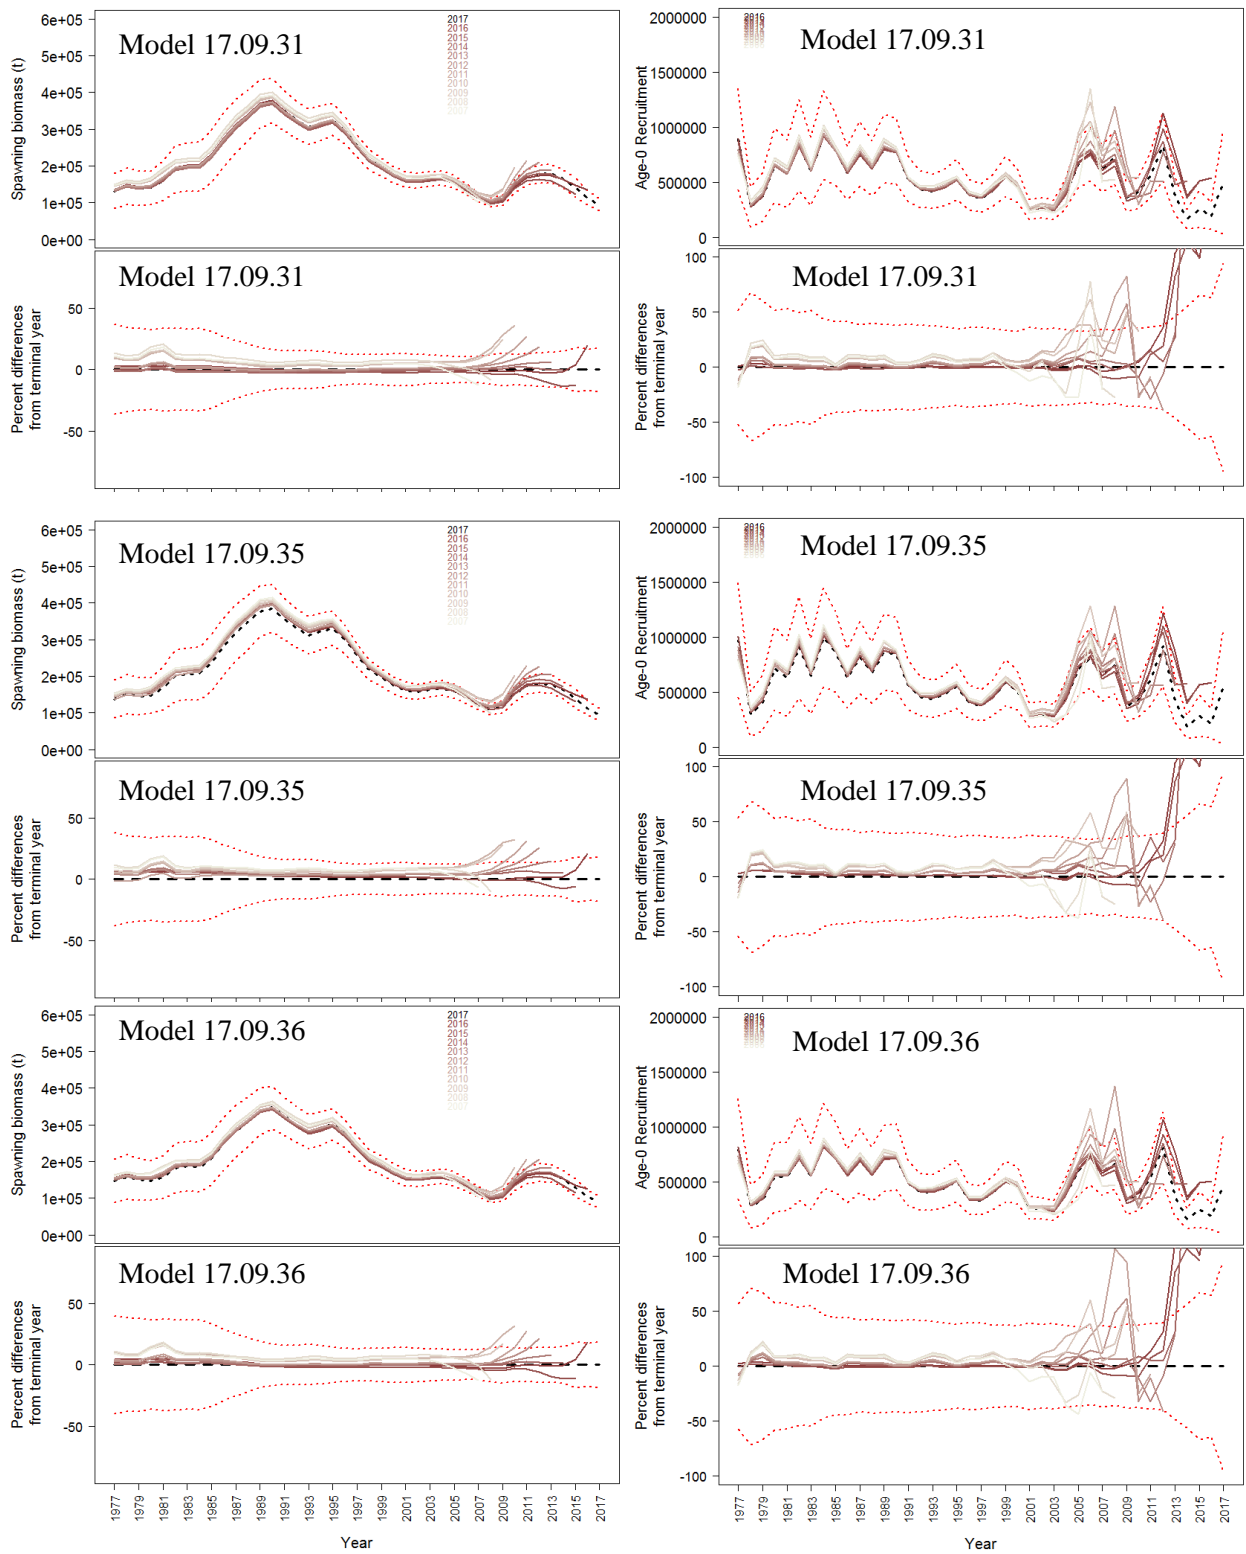 Model 17.09.31
Spawning biomass (t)
6e+05
5e+05
4e+05
3e+05
2e+05
1e+05
0e+00
2017
2016
2015
2014
2013
2012
2011
2010
2009
2008
2007
Model 17.09.31
Age-0 Recruitment
2000000
1500000
1000000
500000
0
Model 17.09.31
Percent differences
from terminal year
50
0
-50
Model 17.09.31
Percent differences
from terminal year
100
50
0
-50
-100
Model 17.09.35
Spawning biomass (t)
6e+05
5e+05
4e+05
3e+05
2e+05
1e+05
0e+00
2017
2016
2015
2014
2013
2012
2011
2010
2009
2008
2007
Model 17.09.35
Age-0 Recruitment
2000000
1500000
1000000
500000
0
2016
Model 17.09.35
Percent differences
from terminal year
50
0
-50
Model 17.09.35
Percent differences
from terminal year
100
50
0
-50
-100
Model 17.09.36
Spawning biomass (t)
6e+05
5e+05
4e+05
3e+05
2e+05
1e+05
0e+00
2017
2016
2015
2014
2013
2012
2011
2010
2009
2008
2007
Model 17.09.36
Age-0 Recruitment
2000000
1500000
1000000
500000
0
2016
Model 17.09.36
Percent differences
from terminal year
50
0
-50
1977 1979 1981 1983 1985 1987 1989 1991 1993 1995 1997 1999 2001 2003 2005 2007 2009 2011 2013 2015 2017
Year
Model 17.09.36
Percent differences
from terminal year
100
50
0
-50
-100
1977 1979 1981 1983 1985 1987 1989 1991 1993 1995 1997 1999 2001 2003 2005 2007 2009 2011 2013 2015 2017
Year